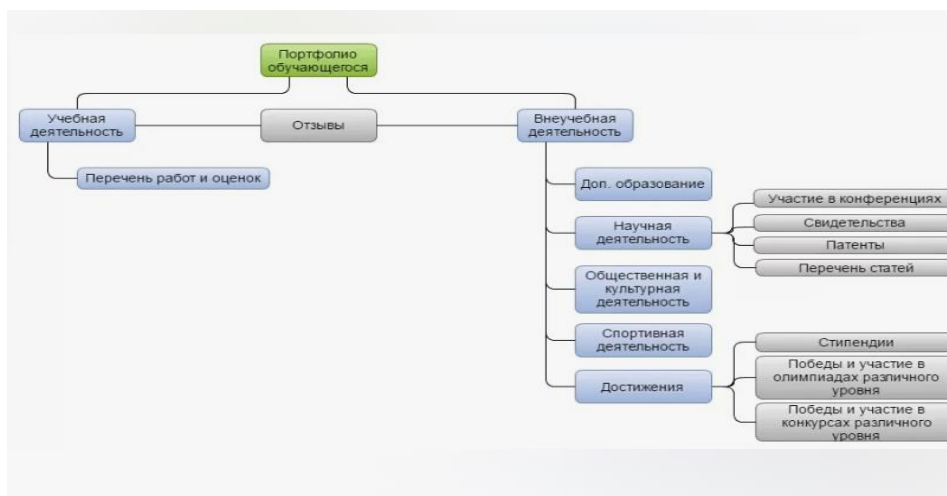 Портфолио
обучающегося
Учебная
деятельность
Отзывы
Внеучебная
деятельность
Перечень работ и оценок
Доп. образование
Научная
деятельность
Участие в конференциях
Свидетельства
Патенты
Перечень статей
Общественная и
культурная
деятельность
Спортивная
деятельность
Достижения
Стипендии
Победы и участие в
олимпиадах различного
уровня
Победы и участие в
конкурсах различного
уровня